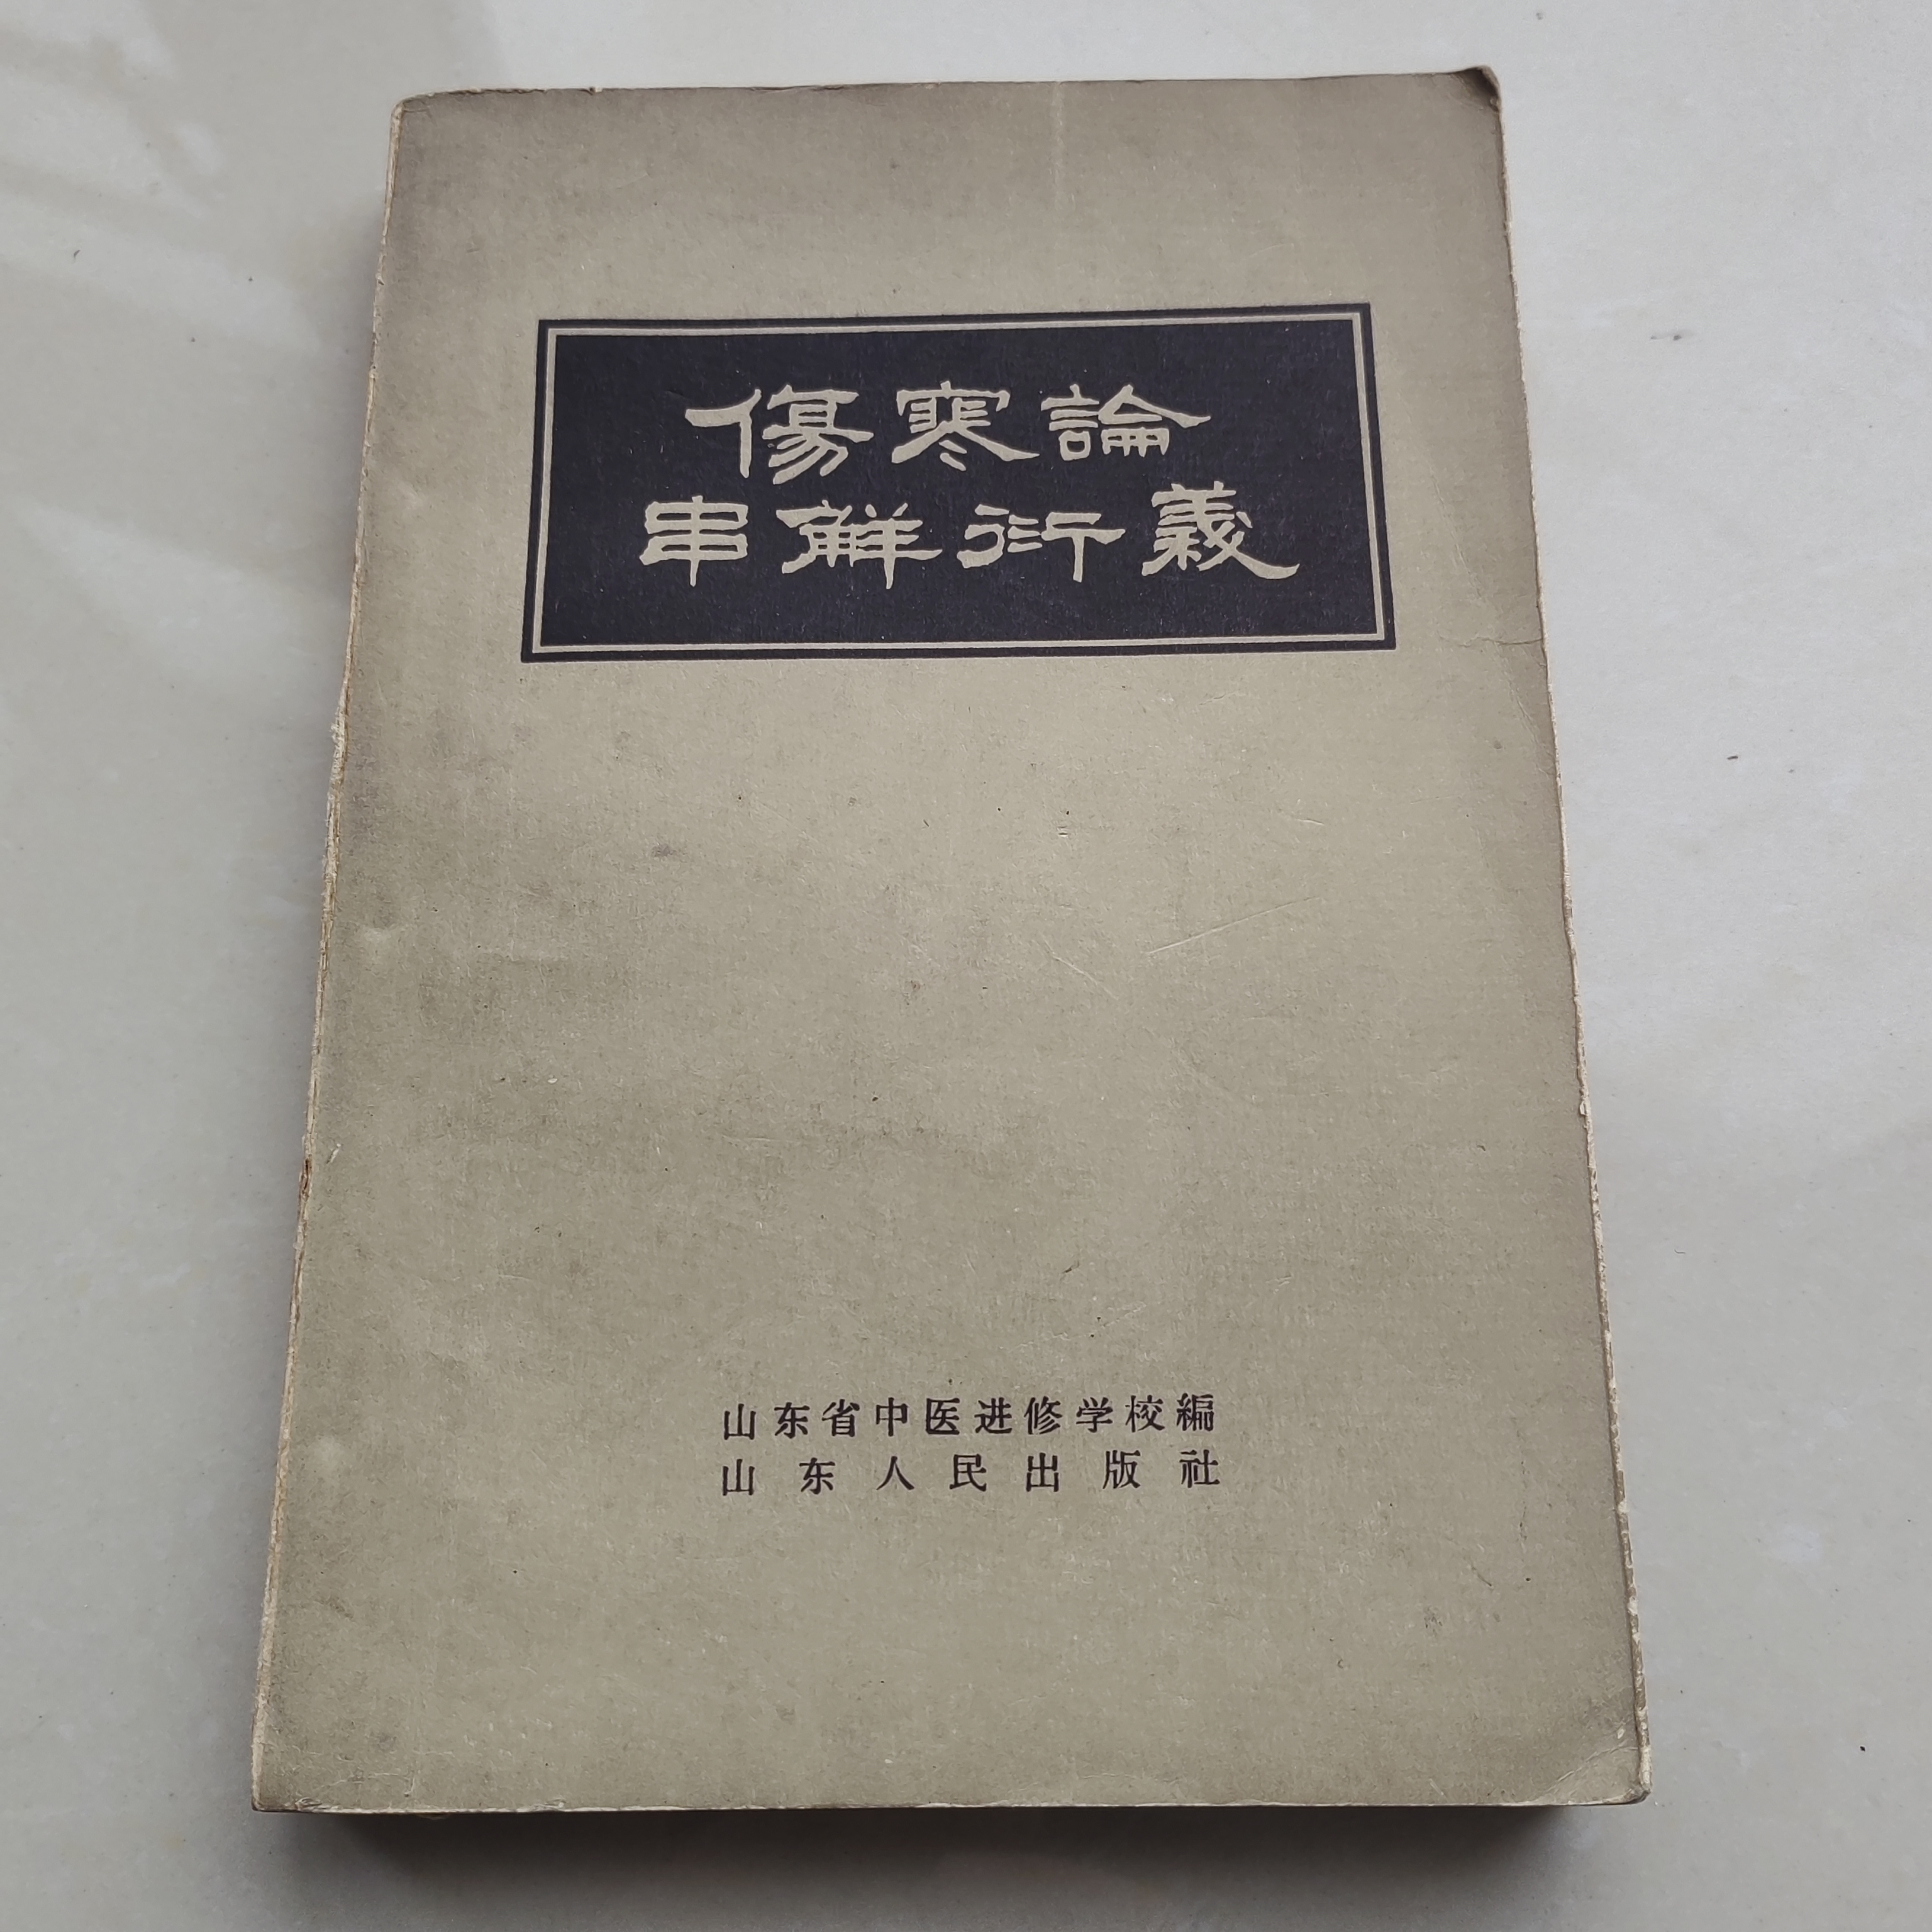 傷寒論
串解衍義
山东省中医进修学校編
山东人民出版社